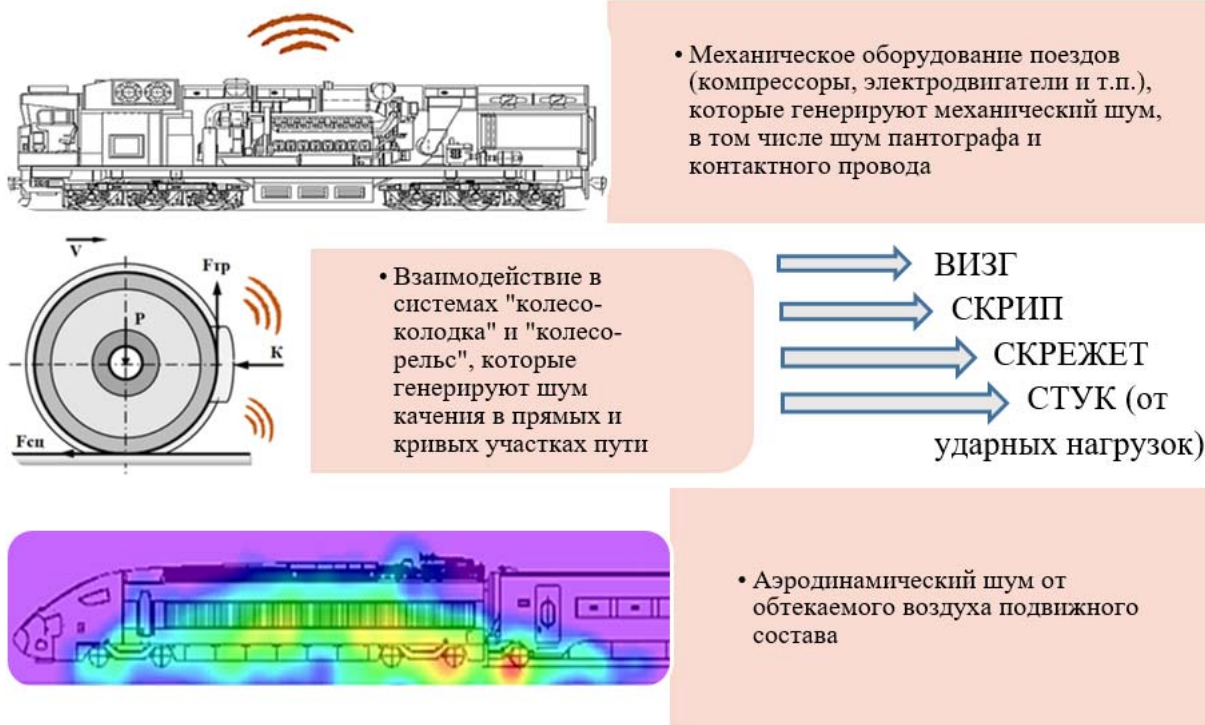 • Механическое оборудование поездов
(компрессоры, электродвигатели и т.п.),
которые генерируют механический шум,
в том числе шум пантографа и
контактного провода
V
Fтр
P
К
Fсц
• Взаимодействие в
системах "колесо-
колодка" и "колесо-
рельс", которые
генерируют шум
качения в прямых и
кривых участках пути
ВИЗГ
СКРИП
СКРЕЖЕТ
СТУК (от
ударных нагрузок)
• Аэродинамический шум от
обтекаемого воздуха подвижного
состава